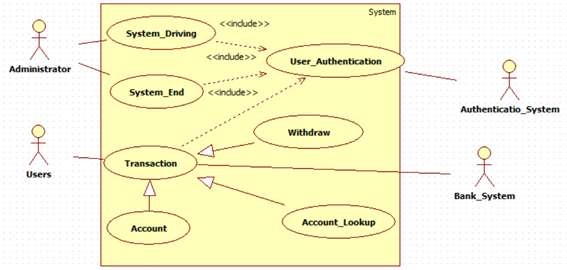 System
<<include>>
System_Driving
<<include>>
User_Authentication
Administrator
System_End
<<include>>
Authenticatio_System
Withdraw
Users
Transaction
Bank_System
Account_Lookup
Account